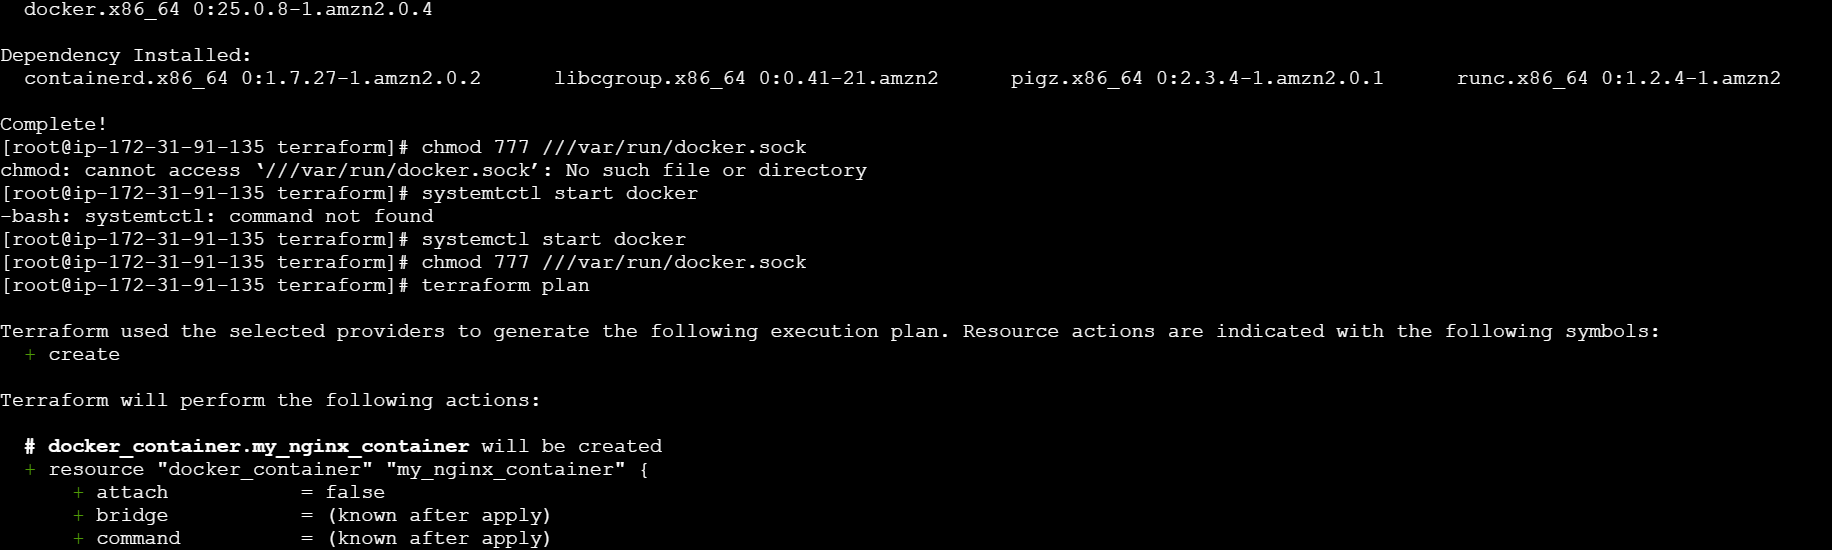 docker.x86_64 0:25.0.8-1.amzn2.0.4
Dependency Installed:
containerd.x86_64 0:1.7.27-1.amzn2.0.2 libcgroup.x86_64 0:0.41-21.amzn2 pigz.x86_64 0:2.3.4-1.amzn2.0.1 runc.x86_64 0:1.2.4-1.amzn2
Complete!
[root@ip-172-31-91-135 terraform]# chmod 777 ///var/run/docker.sock
chmod: cannot access ‘///var/run/docker.sock’: No such file or directory
[root@ip-172-31-91-135 terraform]# systemtctl start docker
-bash: systemtctl: command not found
[root@ip-172-31-91-135 terraform]# systemctl start docker
[root@ip-172-31-91-135 terraform]# chmod 777 ///var/run/docker.sock
[root@ip-172-31-91-135 terraform]# terraform plan
Terraform used the selected providers to generate the following execution plan. Resource actions are indicated with the following symbols:
+ create
Terraform will perform the following actions:
# docker_container.my_nginx_container will be created
+ resource "docker_container" "my_nginx_container" {
+ attach = false
+ bridge = (known after apply)
+ command = (known after apply)